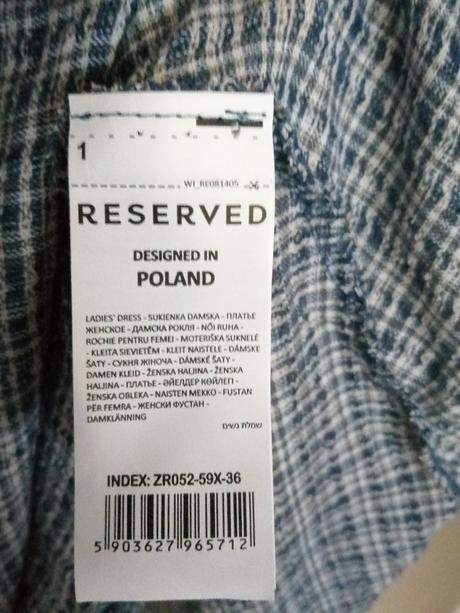 1
WI_RE081405
RESERVED
DESIGNED IN
POLAND
LADIES` DRESS - SUKIENKA DAMSKA - ПЛАТЬЕ
ЖЕНСКОЕ - ДАМСКА РОКЛЯ - NŐI RUHA -
ROCHIE PENTRU FEMEI - MOTERIŠKA SUKNELĖ
- KLEITA SIEVIETĒM - KLEIT NAISTELE - DÁMSKE
ŠATY - СУКНЯ ЖІНОЧА - DÁMSKÉ ŠATY -
DAMEN KLEID - ŽENSKA HALJINA - ŽENSKA
HALJINA - ПЛАТЬЕ - ӘЙЕЛДЕР КӨЙЛЕГІ -
ŽENSKA OBLEKA - NAISTEN MEKKO - FUSTAN
PËR FEMRA - ЖЕНСКИ ФУСТАН -
DAMKLÄNNING
שמלת נשים
INDEX: ZR052-59X-36
5 903627 965712